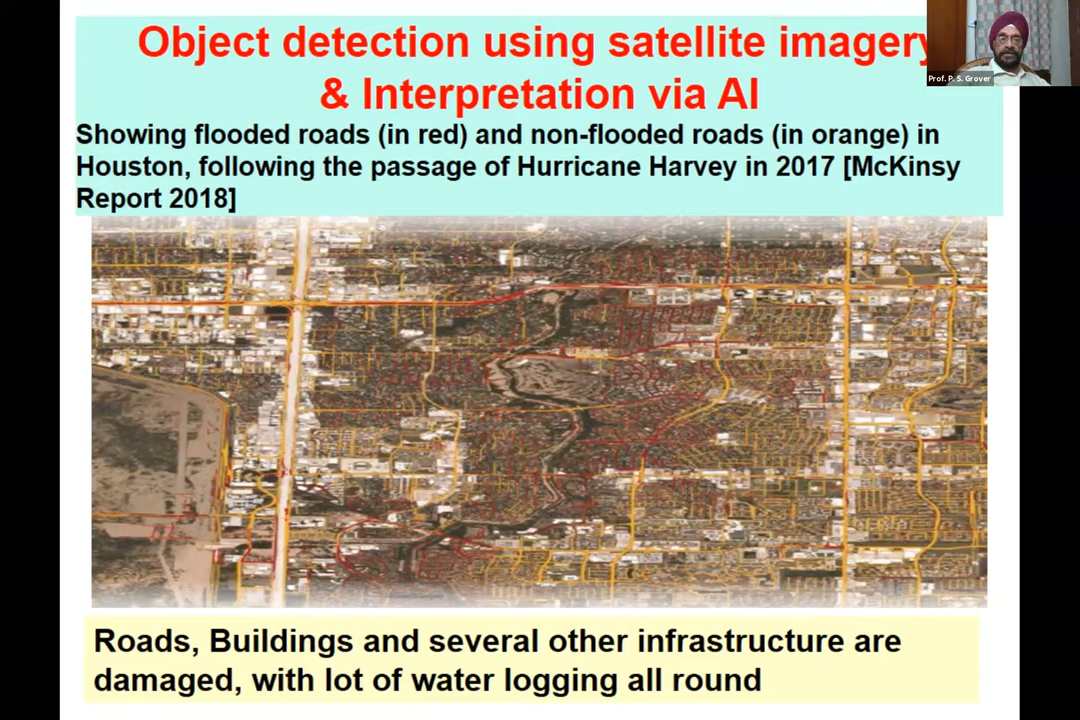 Object detection using satellite imagery
& Interpretation via AI
Prof. P. S. Grover
Showing flooded roads (in red) and non-flooded roads (in orange) in
Houston, following the passage of Hurricane Harvey in 2017 [McKinsy
Report 2018]
Roads, Buildings and several other infrastructure are
damaged, with lot of water logging all round